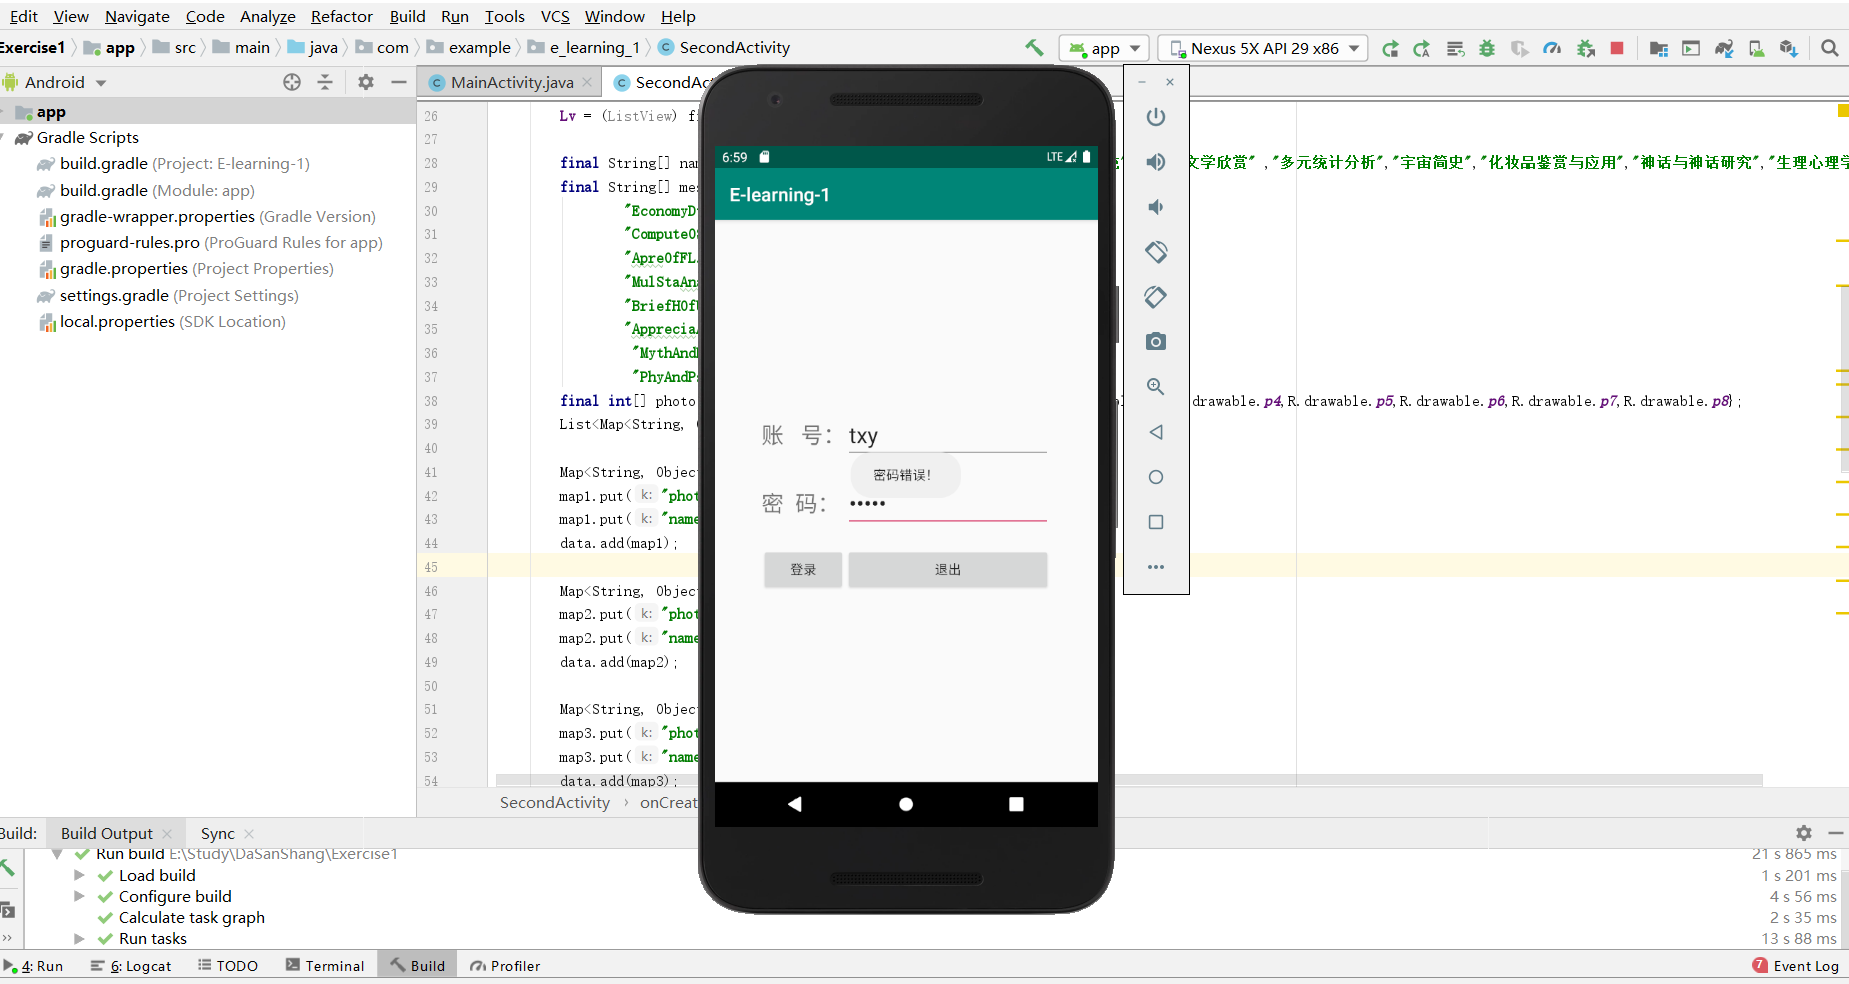 Edit View Navigate Code Analyze Refactor Build Run Tools VCS Window Help
Exercise1 app src main java com example e_learning_1 SecondActivity
app Nexus 5X API 29 x86
Android
MainActivity.java SecondAc
app
Gradle Scripts
build.gradle (Project: E-learning-1)
build.gradle (Module: app)
gradle-wrapper.properties (Gradle Version)
proguard-rules.pro (ProGuard Rules for app)
gradle.properties (Project Properties)
settings.gradle (Project Settings)
local.properties (SDK Location)
26 Lv = (ListView) fi
27
28 final String[] nam 文学欣赏" ,"多元统计分析","宇宙简史","化妆品鉴赏与应用","神话与神话研究","生理心理学
29 final String[] mes
30 "EconomyD
31 "ComputeOS
32 "ApreOfFL
33 "MulStaAn
34 "BriefHOf
35 "Apprecia
36 "MythAnd
37 "PhyAndPs
38 final int[] photo drawable.p4,R.drawable.p5,R.drawable.p6,R.drawable.p7,R.drawable.p8};
39 List<Map<String, O
40
41 Map<String, Objec
42 map1.put( k: "phot
43 map1.put( k: "name
44 data.add(map1);
45
46 Map<String, Objec
47 map2.put( k: "phot
48 map2.put( k: "name
49 data.add(map2);
50
51 Map<String, Objec
52 map3.put( k: "phot
53 map3.put( k: "name
54 data.add(map3);
SecondActivity › onCreat
6:59 LTE
E-learning-1
账 号： txy
密码错误！
密 码： •••••
登录 退出
Build: Build Output Sync
Run build E:\Study\DaSanShang\Exercise1 21 s 865 ms
Load build 1 s 201 ms
Configure build 4 s 56 ms
Calculate task graph 2 s 35 ms
Run tasks 13 s 88 ms
4: Run 6: Logcat TODO Terminal Build Profiler 7 Event Log